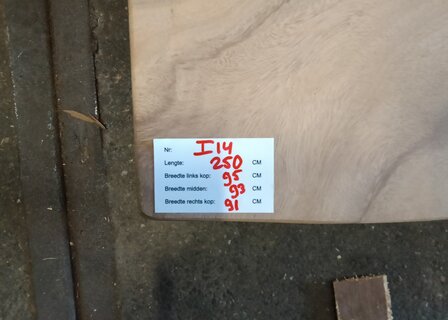 Nr: I14
Lengte: 250 CM
Breedte links kop: 95 CM
Breedte midden: 93 CM
Breedte rechts kop: 91 CM